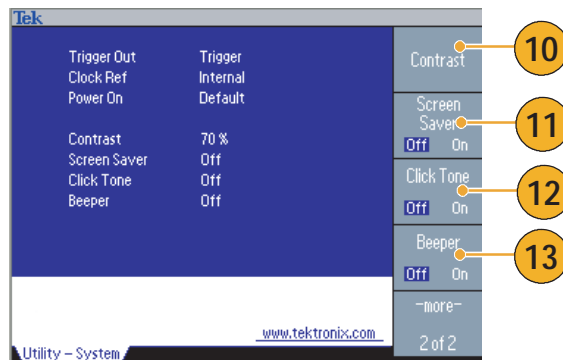 Tek
Trigger Out Trigger
Clock Ref Internal
Power On Default
Contrast 70 %
Screen Saver Off
Click Tone Off
Beeper Off
www.tektronix.com
Utility – System
Contrast
Screen
Saver
Off On
Click Tone
Off On
Beeper
Off On
-more-
2 of 2
10
11
12
13